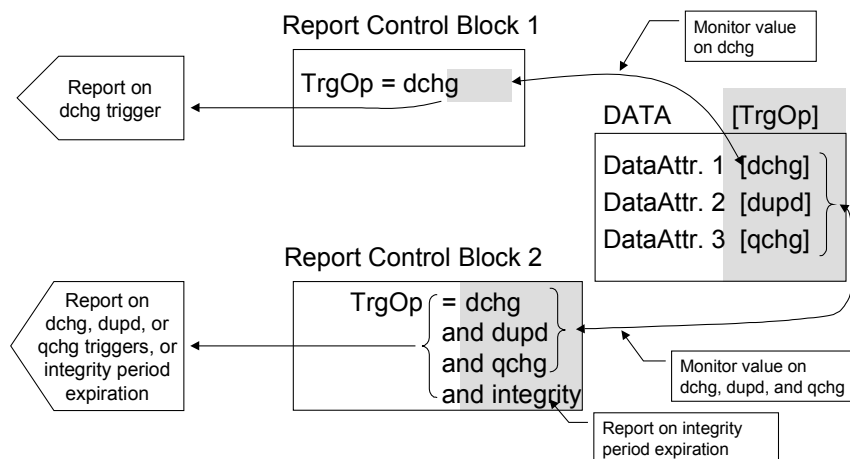 Report Control Block 1
TrgOp = dchg
Report on
dchg trigger
Monitor value
on dchg
DATA [TrgOp]
DataAttr. 1 [dchg]
DataAttr. 2 [dupd]
DataAttr. 3 [qchg]
Report Control Block 2
TrgOp = dchg
and dupd
and qchg
and integrity
Report on
dchg, dupd, or
qchg triggers, or
integrity period
expiration
Monitor value on
dchg, dupd, and qchg
Report on integrity
period expiration